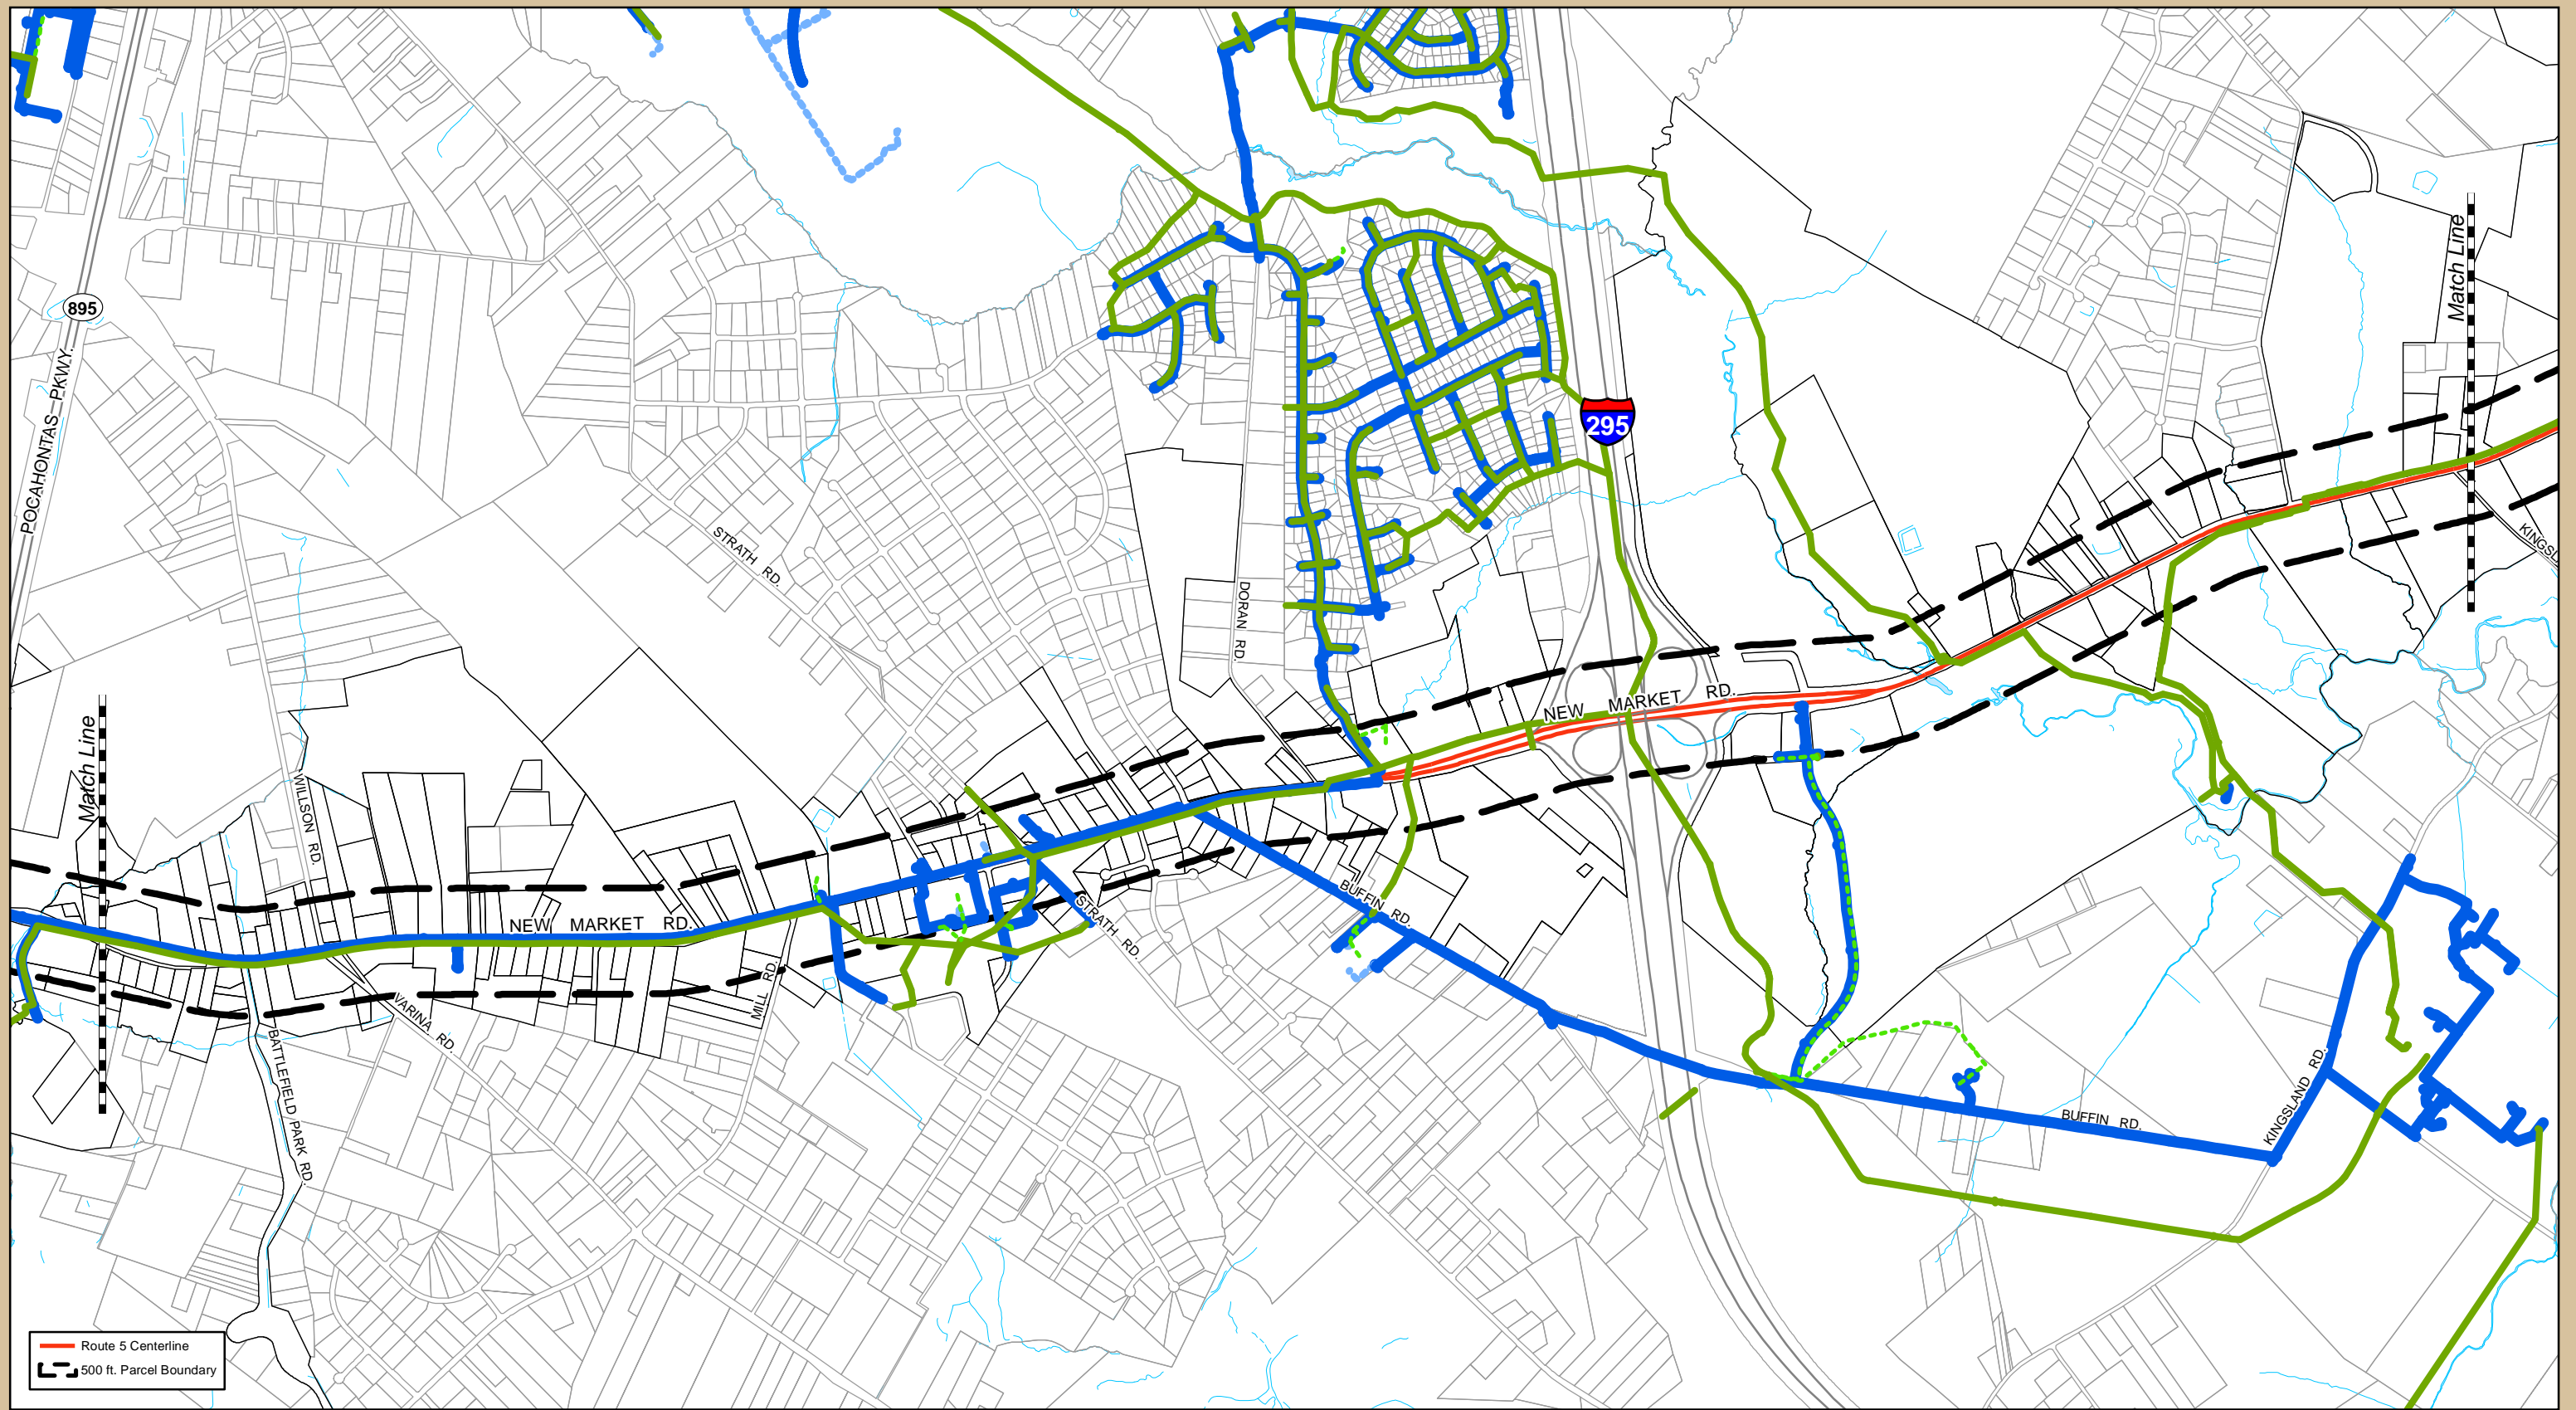 Match Line
895
POCAHONTAS PKWY.
295
STRATH RD.
DORAN RD.
KINGSL
NEW MARKET RD.
Match Line
WILLSON RD.
NEW MARKET RD.
BUFFIN RD.
STRATH RD.
MILL RD.
VARINA RD.
BATTLEFIELD PARK RD.
KINGSLAND RD.
BUFFIN RD.
Route 5 Centerline
500 ft. Parcel Boundary